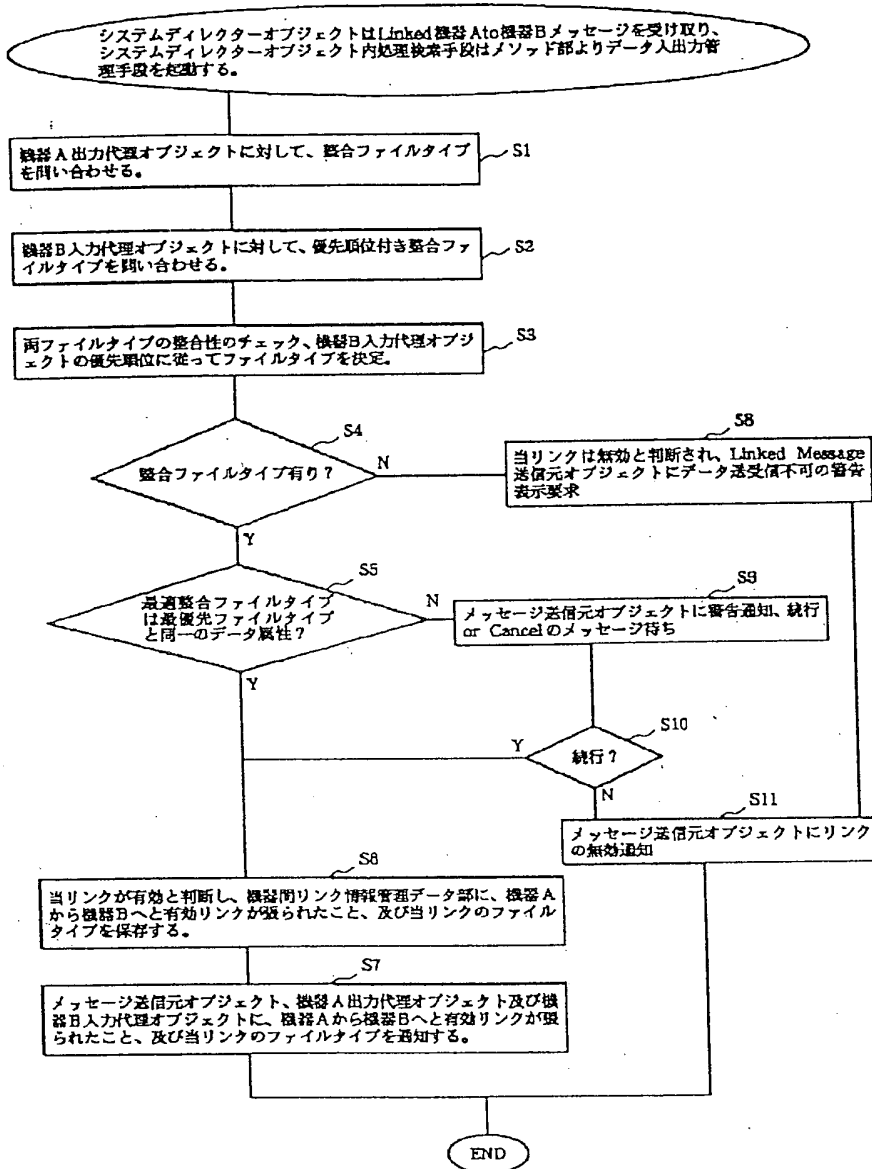 システムディレクターオブジェクトはLinked機器Ato機器Bメッセージを受け取り、
システムディレクターオブジェクト内処理検索手段はメソッド部よりデータ入出力管
理手段を起動する。
S1
機器A出力代理オブジェクトに対して、整合ファイルタイプ
を問い合わせる。
S2
機器B入力代理オブジェクトに対して、優先順位付き整合フ
ァイルタイプを問い合わせる。
S3
両ファイルタイプの整合性のチェック、機器B入力代理オブジ
ェクトの優先順位に従ってファイルタイプを決定。
S4
整合ファイルタイプ有り?
N
Y
S8
当リンクは無効と判断され、Linked Message
送信元オブジェクトにデータ送受信不可の警告
表示要求
S5
最適整合ファイルタイプ
は最優先ファイルタイプ
と同一のデータ属性?
N
Y
S9
メッセージ送信元オブジェクトに警告通知、続行
or Cancelのメッセージ待ち
S10
続行?
Y
N
S11
メッセージ送信元オブジェクトにリンク
の無効通知
S6
当リンクが有効と判断し、機器間リンク情報管理データ部に、機器A
から機器Bへと有効リンクが張られたこと、及び当リンクのファイル
タイプを保存する。
S7
メッセージ送信元オブジェクト、機器A出力代理オブジェクト及び機
器B入力代理オブジェクトに、機器Aから機器Bへと有効リンクが張
られたこと、及び当リンクのファイルタイプを通知する。
END